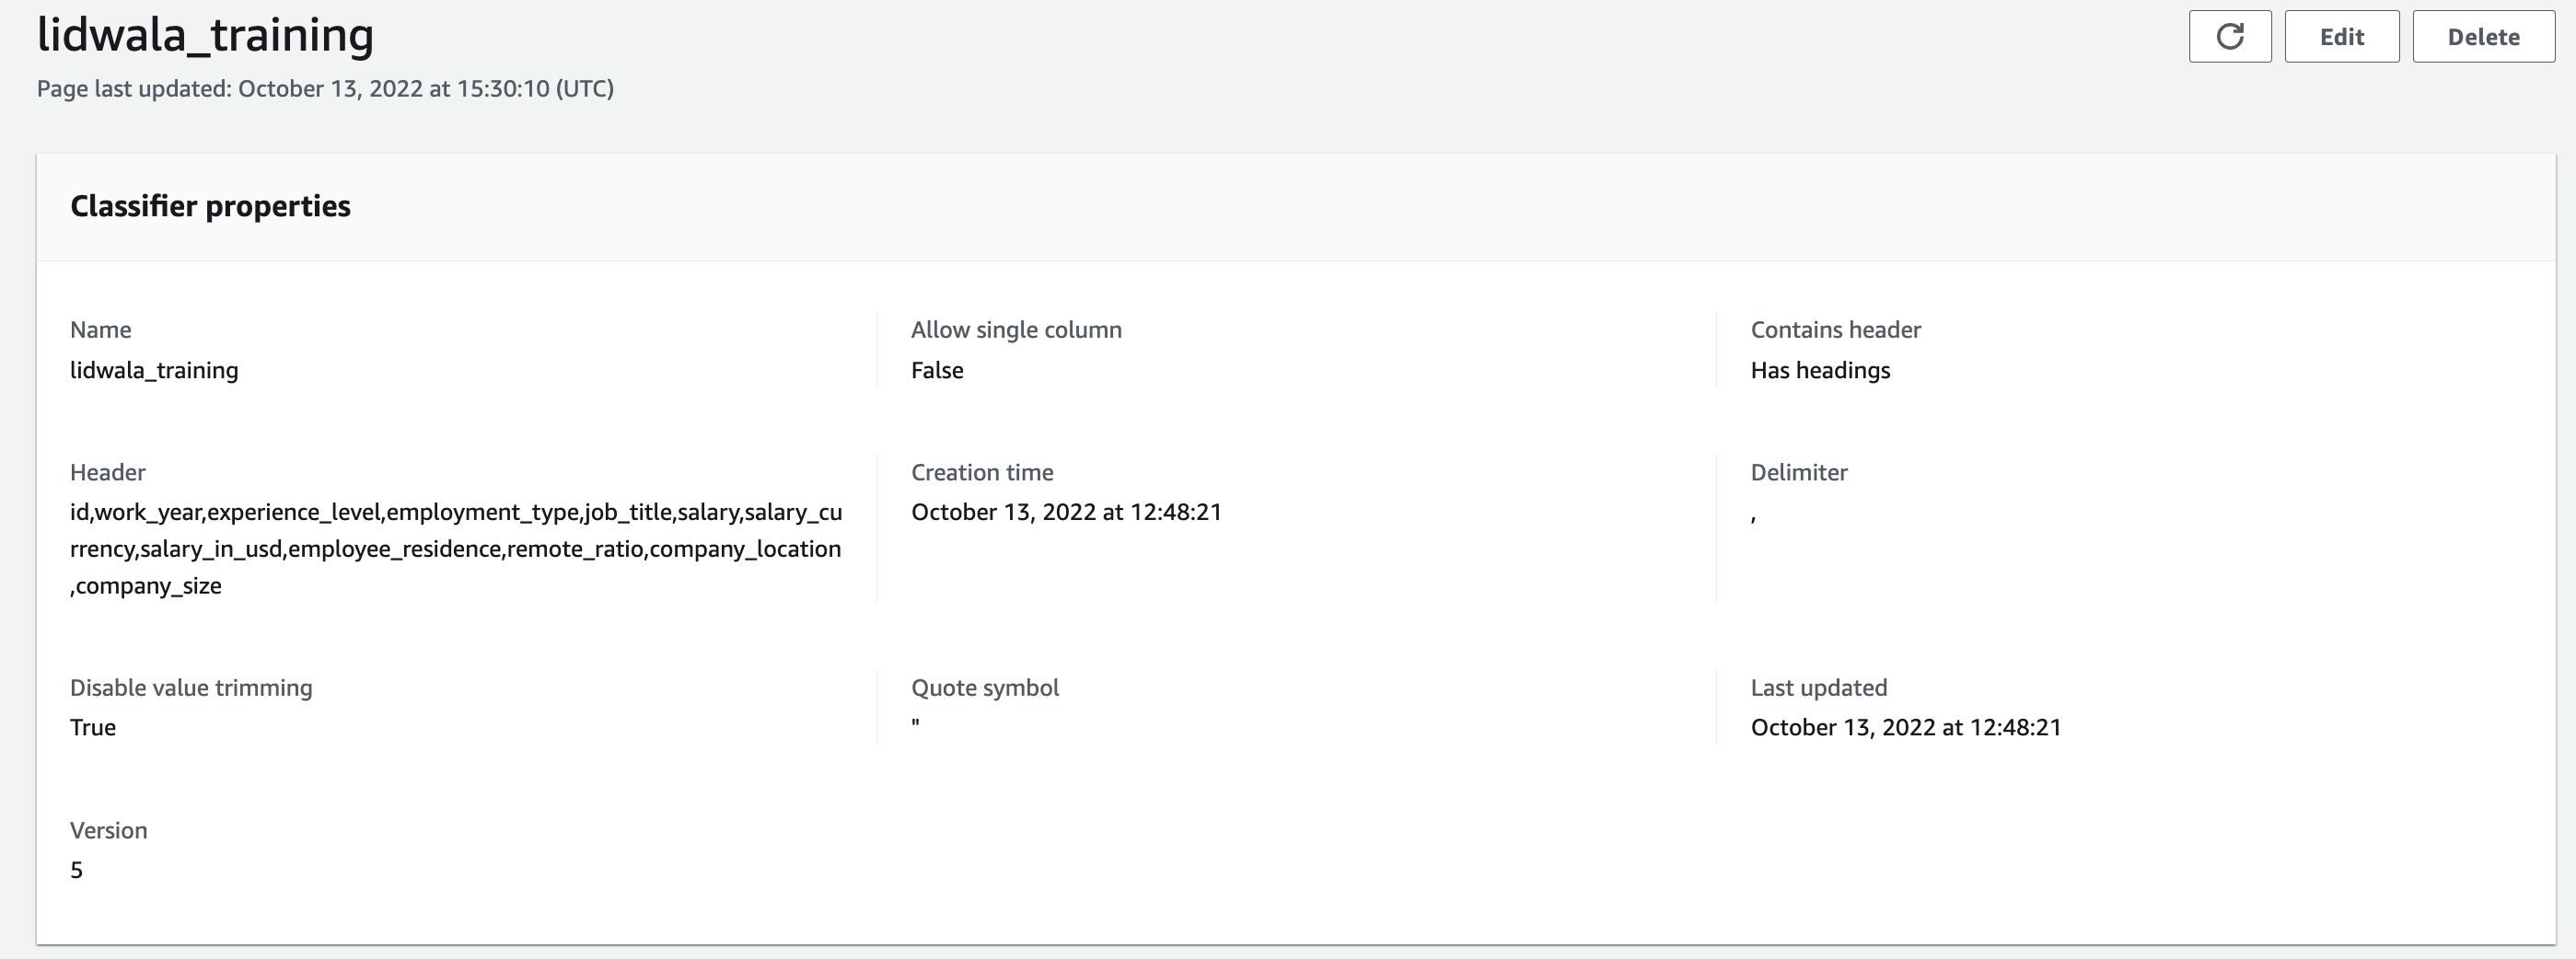 lidwala_training
Edit
Delete
Page last updated: October 13, 2022 at 15:30:10 (UTC)
Classifier properties
Name
lidwala_training
Allow single column
False
Contains header
Has headings
Header
id,work_year,experience_level,employment_type,job_title,salary,salary_cu
rrency,salary_in_usd,employee_residence,remote_ratio,company_location
,company_size
Creation time
October 13, 2022 at 12:48:21
Delimiter
,
Disable value trimming
True
Quote symbol
"
Last updated
October 13, 2022 at 12:48:21
Version
5